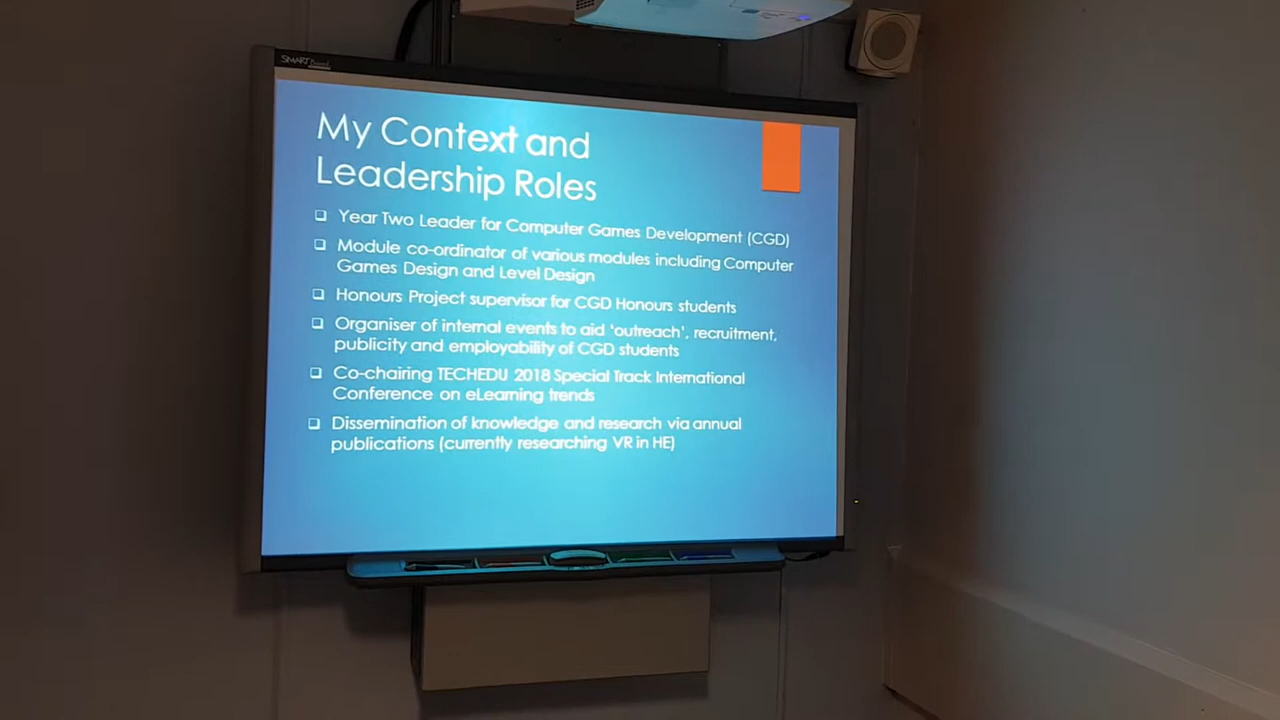 SMART Board
My Context and
Leadership Roles
Year Two Leader for Computer Games Development (CGD)
Module co-ordinator of various modules including Computer
Games Design and Level Design
Honours Project supervisor for CGD Honours students
Organiser of internal events to aid ‘outreach’, recruitment,
publicity and employability of CGD students
Co-chairing TECHEDU 2018 Special Track International
Conference on eLearning trends
Dissemination of knowledge and research via annual
publications (currently researching VR in HE)